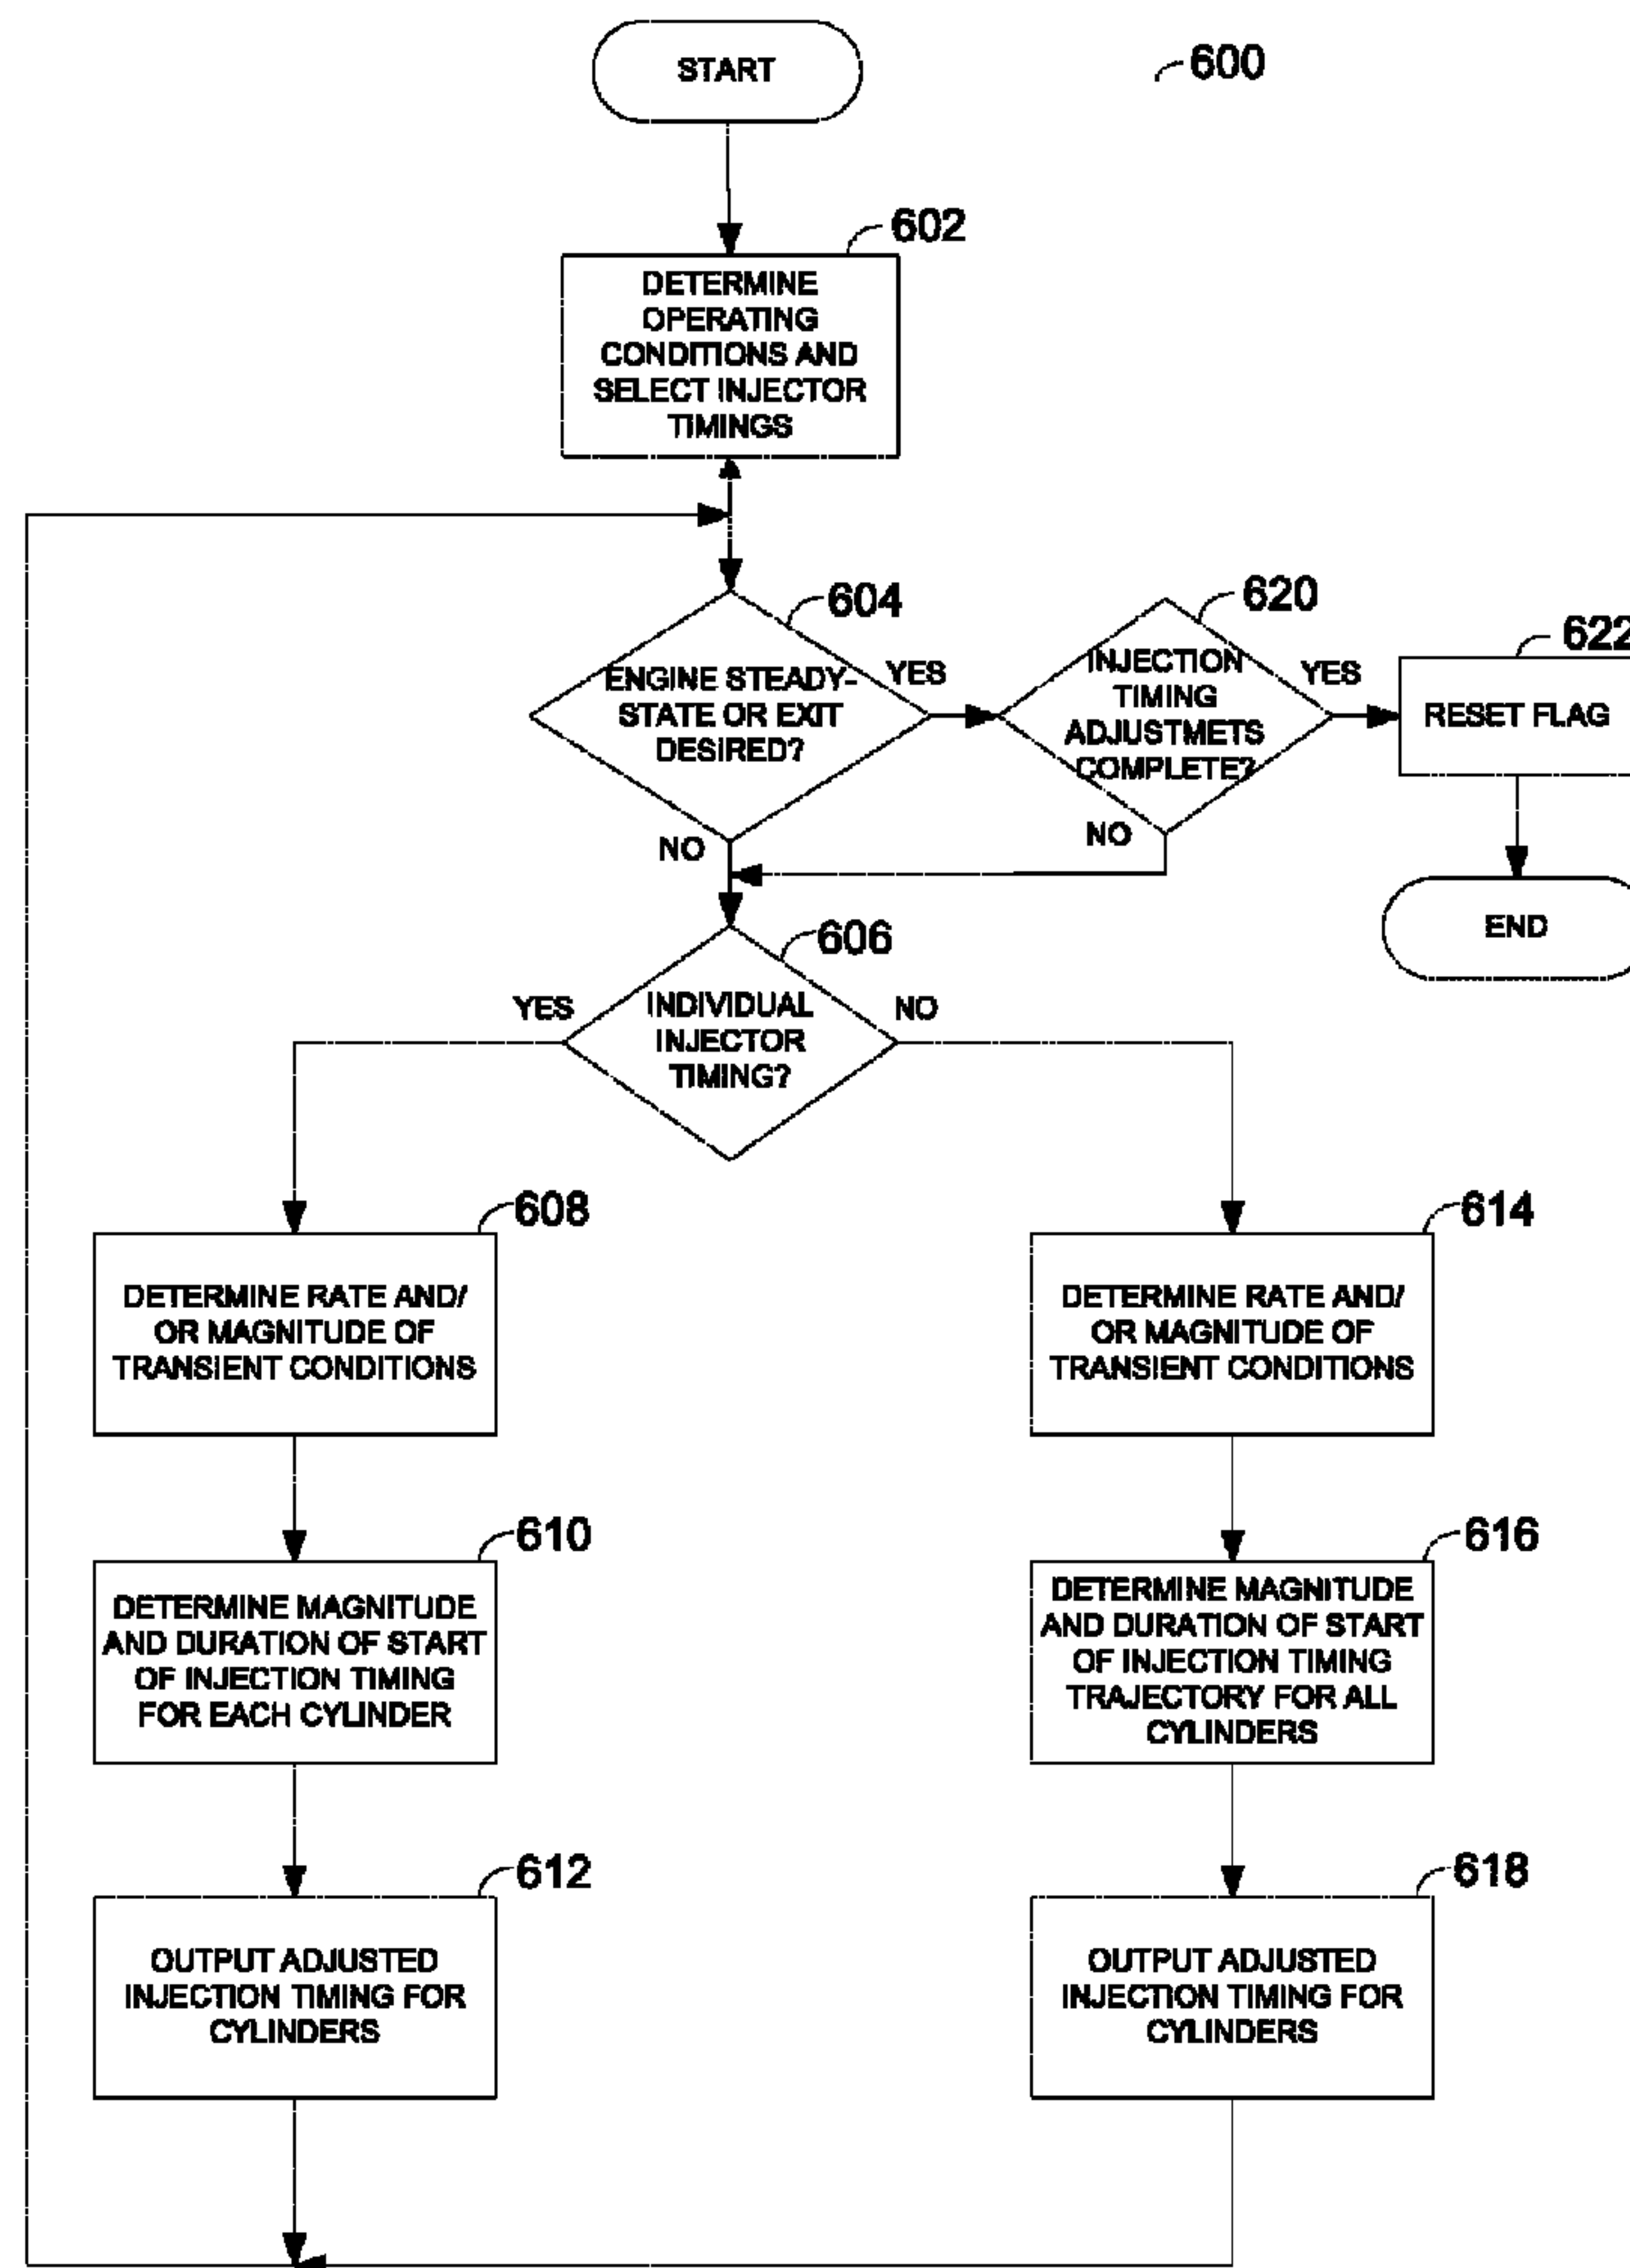 START
600
602
DETERMINE
OPERATING
CONDITIONS AND
SELECT INJECTOR
TIMINGS
604
ENGINE STEADY-
STATE OR EXIT
DESIRED?
YES
NO
620
INJECTION
TIMING
ADJUSTMETS
COMPLETE?
YES
NO
622
RESET FLAG
END
606
INDIVIDUAL
INJECTOR
TIMING?
YES
NO
608
DETERMINE RATE AND/
OR MAGNITUDE OF
TRANSIENT CONDITIONS
610
DETERMINE MAGNITUDE
AND DURATION OF START
OF INJECTION TIMING
FOR EACH CYLINDER
612
OUTPUT ADJUSTED
INJECTION TIMING FOR
CYLINDERS
614
DETERMINE RATE AND/
OR MAGNITUDE OF
TRANSIENT CONDITIONS
616
DETERMINE MAGNITUDE
AND DURATION OF START
OF INJECTION TIMING
TRAJECTORY FOR ALL
CYLINDERS
618
OUTPUT ADJUSTED
INJECTION TIMING FOR
CYLINDERS